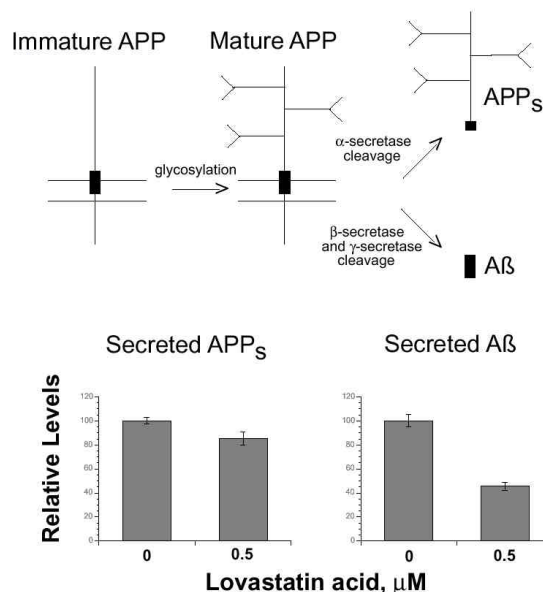 Immature APP
Mature APP
APPs
glycosylation
α-secretase
cleavage
β-secretase
and γ-secretase
cleavage
Aß
Secreted APPs
Secreted Aß
Relative Levels
120
100
80
60
40
20
0
0
0.5
120
100
80
60
40
20
0
0
0.5
Lovastatin acid, μM